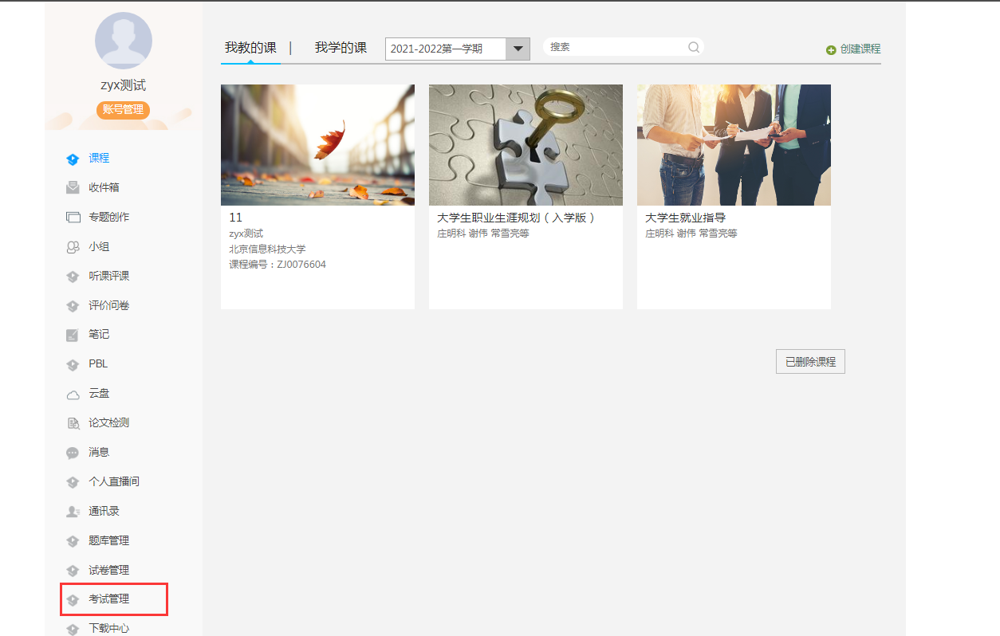 zyx测试
账号管理
课程
收件箱
专题创作
小组
听课评课
评价问卷
笔记
PBL
云盘
论文检测
消息
个人直播间
通讯录
题库管理
试卷管理
考试管理
下载中心
我教的课 | 我学的课 2021-2022第一学期 搜索 创建课程
11
zyx测试
北京信息科技大学
课程编号：ZJ0076604
大学生职业生涯规划（入学版）
庄明科 谢伟 常雪亮等
大学生就业指导
庄明科 谢伟 常雪亮等
已删除课程